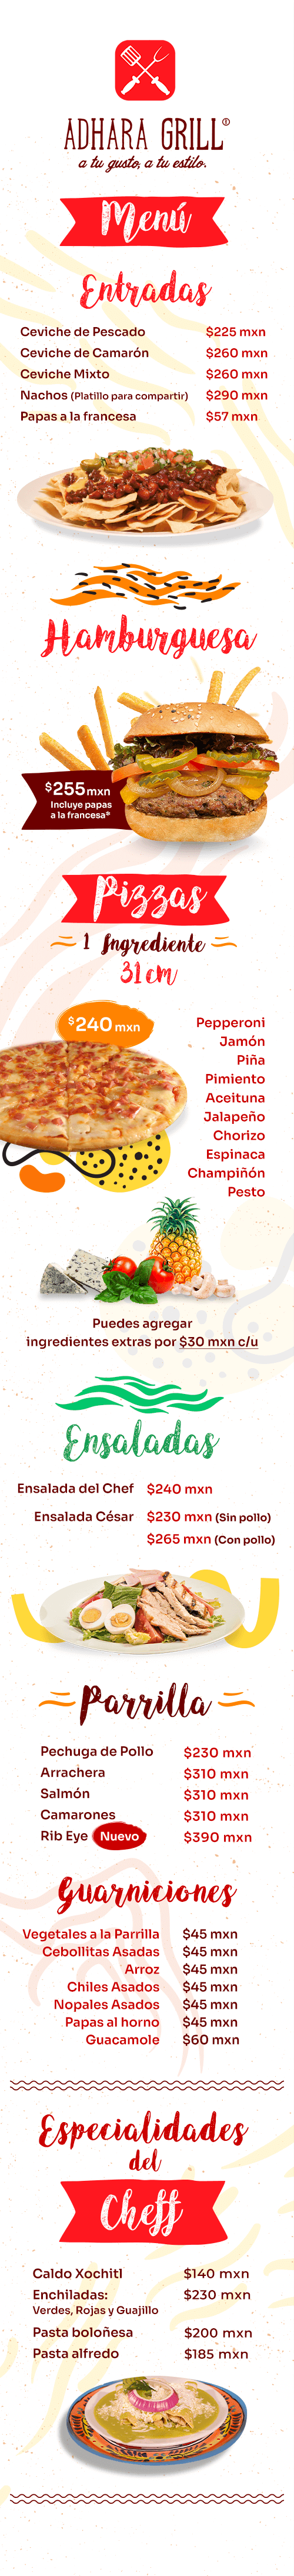 ADHARA GRILL®
a tu gusto, a tu estilo.
Menú
Entradas
Ceviche de Pescado $225 mxn
Ceviche de Camarón $260 mxn
Ceviche Mixto $260 mxn
Nachos (Platillo para compartir) $290 mxn
Papas a la francesa $57 mxn
Hamburguesa
$255 mxn
Incluye papas
a la francesa*
Pizzas
1 Ingrediente
31 cm
$240 mxn
Pepperoni
Jamón
Piña
Pimiento
Aceituna
Jalapeño
Chorizo
Espinaca
Champiñón
Pesto
Puedes agregar
ingredientes extras por $30 mxn c/u
Ensaladas
Ensalada del Chef $240 mxn
Ensalada César $230 mxn (Sin pollo)
$265 mxn (Con pollo)
Parrilla
Pechuga de Pollo $230 mxn
Arrachera $310 mxn
Salmón $310 mxn
Camarones $310 mxn
Rib Eye Nuevo $390 mxn
Guarniciones
Vegetales a la Parrilla $45 mxn
Cebollitas Asadas $45 mxn
Arroz $45 mxn
Chiles Asados $45 mxn
Nopales Asados $45 mxn
Papas al horno $45 mxn
Guacamole $60 mxn
Especialidades
del
Cheff
Caldo Xochitl $140 mxn
Enchiladas: $230 mxn
Verdes, Rojas y Guajillo
Pasta boloñesa $200 mxn
Pasta alfredo $185 mxn